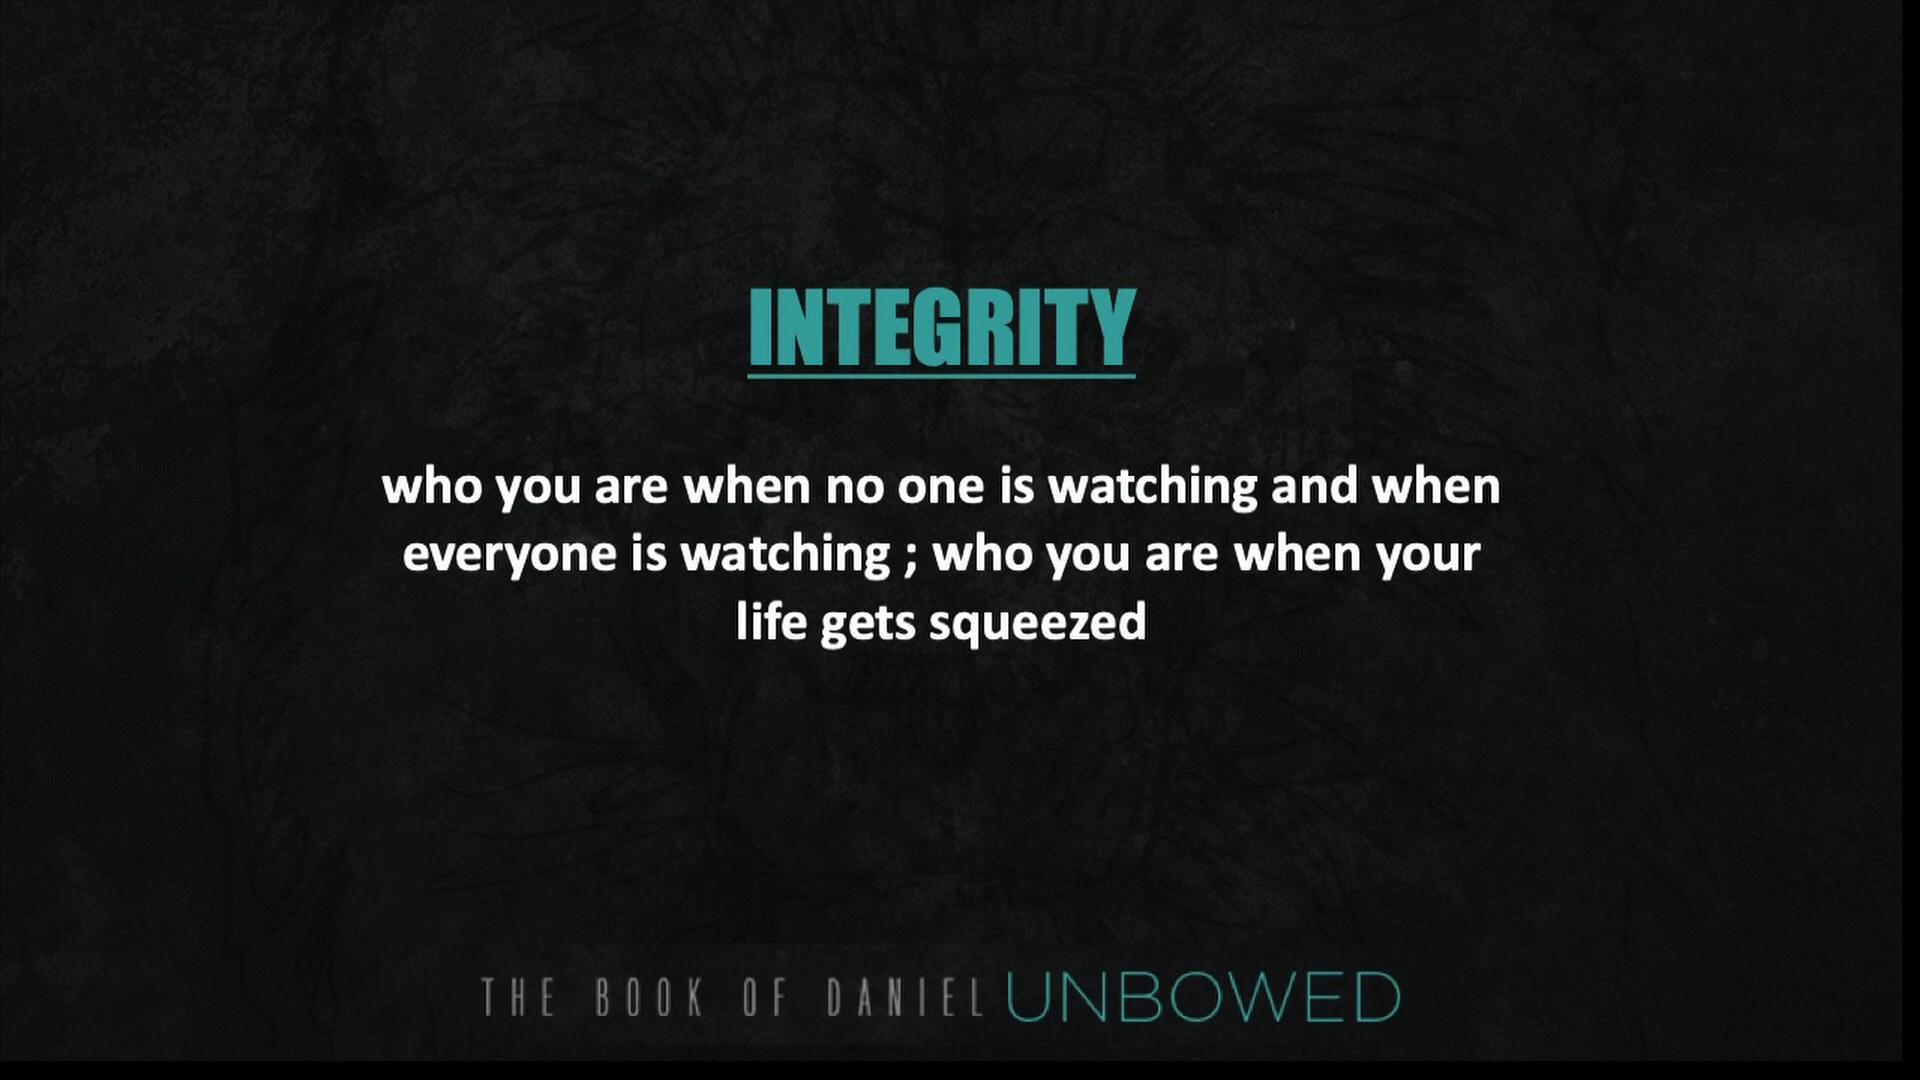 INTEGRITY
who you are when no one is watching and when
everyone is watching ; who you are when your
life gets squeezed
THE BOOK OF DANIEL UNBOWED